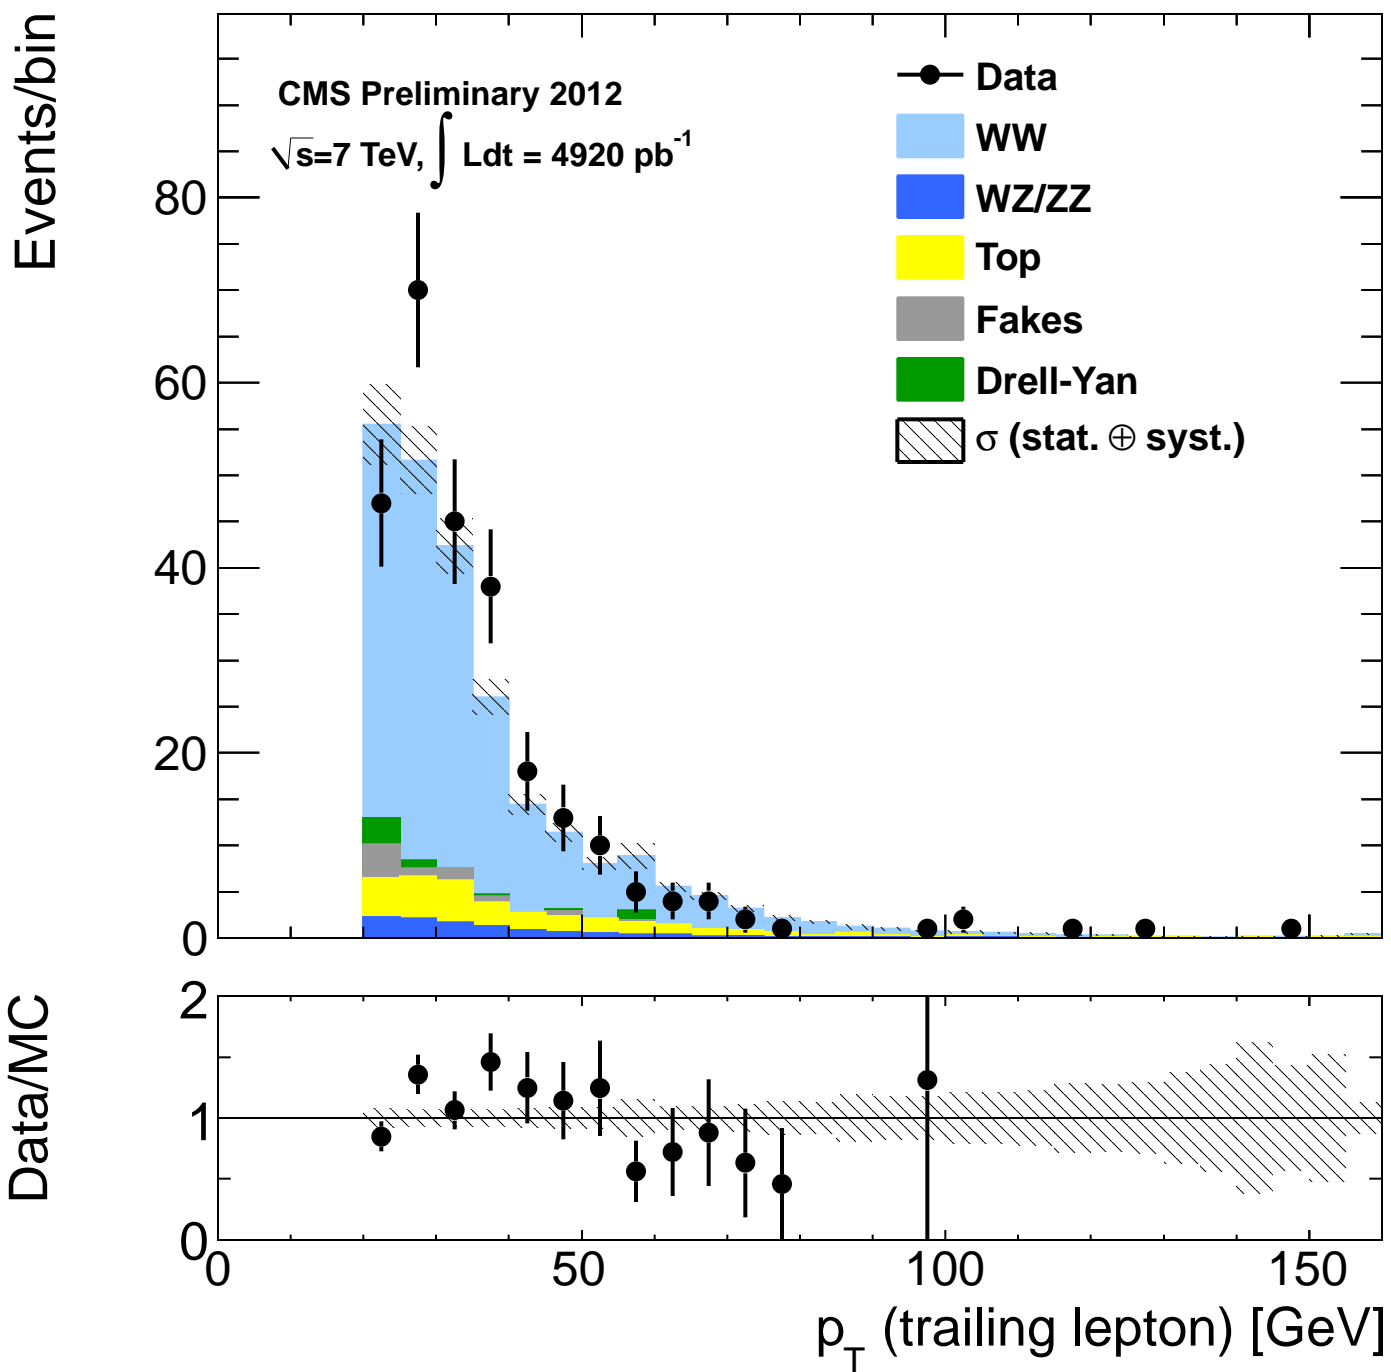 Events/bin
CMS Preliminary 2012
√s=7 TeV, ∫ Ldt = 4920 pb⁻¹
Data
WW
WZ/ZZ
Top
Fakes
Drell-Yan
σ (stat. ⊕ syst.)
80
60
40
20
0
Data/MC
2
1
0
0 50 100 150
p_T (trailing lepton) [GeV]